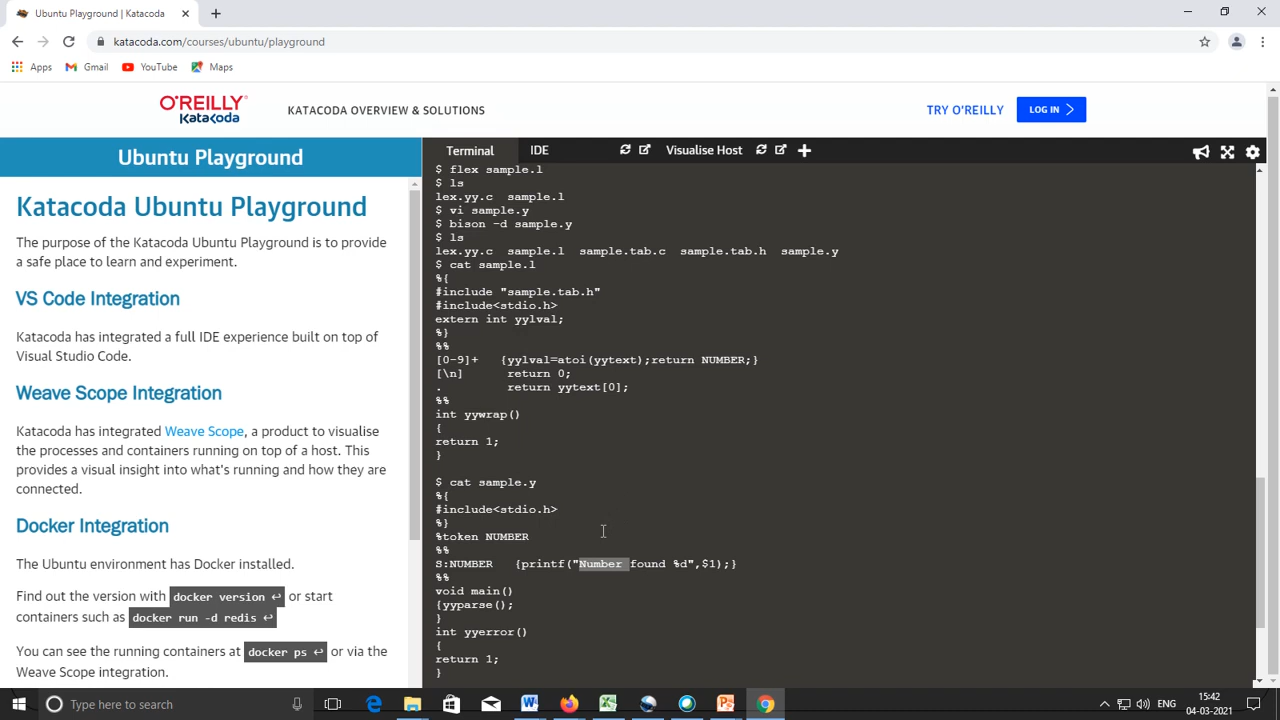 Ubuntu Playground | Katacoda
katacoda.com/courses/ubuntu/playground
Apps Gmail YouTube Maps
O'REILLY
Katacoda
KATACODA OVERVIEW & SOLUTIONS
TRY O'REILLY
LOG IN
Ubuntu Playground
Katacoda Ubuntu Playground
The purpose of the Katacoda Ubuntu Playground is to provide
a safe place to learn and experiment.
VS Code Integration
Katacoda has integrated a full IDE experience built on top of
Visual Studio Code.
Weave Scope Integration
Katacoda has integrated Weave Scope, a product to visualise
the processes and containers running on top of a host. This
provides a visual insight into what's running and how they are
connected.
Docker Integration
The Ubuntu environment has Docker installed.
Find out the version with docker version ↩ or start
containers such as docker run -d redis ↩
You can see the running containers at docker ps ↩ or via the
Weave Scope integration.
Terminal IDE Visualise Host
$ flex sample.l
$ ls
lex.yy.c  sample.l
$ vi sample.y
$ bison -d sample.y
$ ls
lex.yy.c  sample.l  sample.tab.c  sample.tab.h  sample.y
$ cat sample.l
%{
#include "sample.tab.h"
#include<stdio.h>
extern int yylval;
%}
%%
[0-9]+   {yylval=atoi(yytext);return NUMBER;}
[\n]      return 0;
.         return yytext[0];
%%
int yywrap()
{
return 1;
}
$ cat sample.y
%{
#include<stdio.h>
%}
%token NUMBER
%%
S:NUMBER   {printf("Number found %d",$1);}
%%
void main()
{yyparse();
}
int yyerror()
{
return 1;
}
Type here to search
ENG
15:42
04-03-2021